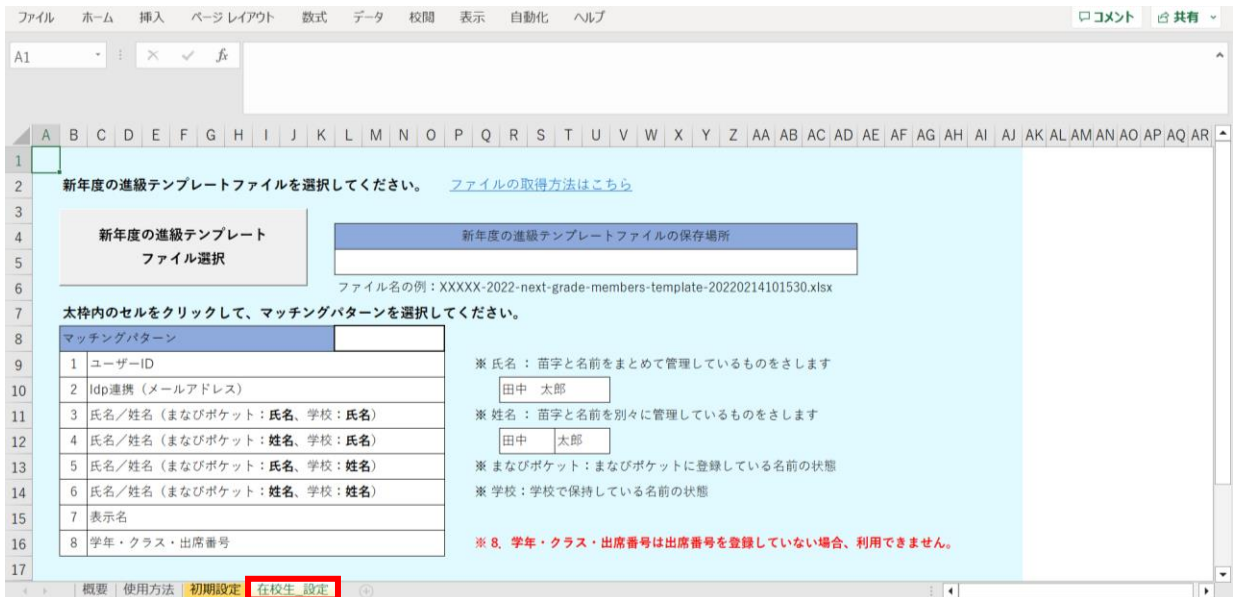 ファイル ホーム 挿入 ページ レイアウト 数式 データ 校閲 表示 自動化 ヘルプ コメント 共有
A1 fx
A B C D E F G H I J K L M N O P Q R S T U V W X Y Z AA AB AC AD AE AF AG AH AI AJ AK AL AM AN AO AP AQ AR
1
2 新年度の進級テンプレートファイルを選択してください。 ファイルの取得方法はこちら
3
4 新年度の進級テンプレート 新年度の進級テンプレートファイルの保存場所
5 ファイル選択
6 ファイル名の例：XXXXX-2022-next-grade-members-template-20220214101530.xlsx
7 太枠内のセルをクリックして、マッチングパターンを選択してください。
8 マッチングパターン
9 1 ユーザーID ※ 氏名 ： 苗字と名前をまとめて管理しているものをさします
10 2 Idp連携（メールアドレス） 田中 太郎
11 3 氏名／姓名（まなびポケット：氏名、学校：氏名） ※ 姓名 ： 苗字と名前を別々に管理しているものをさします
12 4 氏名／姓名（まなびポケット：姓名、学校：氏名） 田中 太郎
13 5 氏名／姓名（まなびポケット：氏名、学校：姓名） ※ まなびポケット：まなびポケットに登録している名前の状態
14 6 氏名／姓名（まなびポケット：姓名、学校：姓名） ※ 学校：学校で保持している名前の状態
15 7 表示名
16 8 学年・クラス・出席番号 ※ 8．学年・クラス・出席番号は出席番号を登録していない場合、利用できません。
17
概要 使用方法 初期設定 在校生_設定